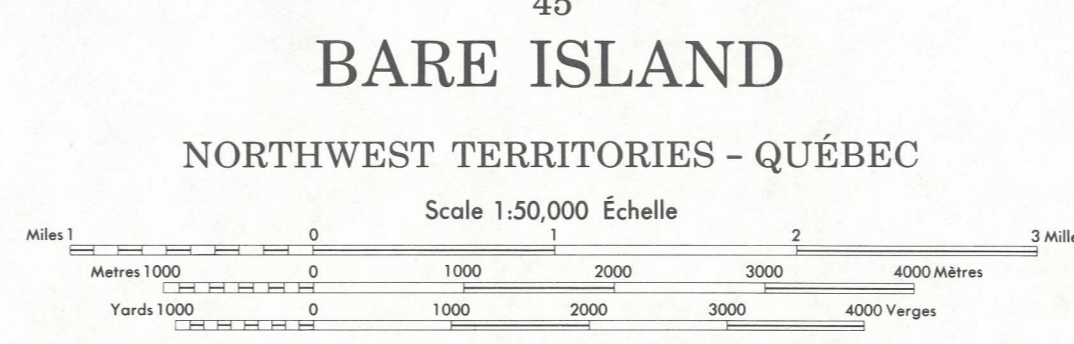 45
BARE ISLAND
NORTHWEST TERRITORIES – QUÉBEC
Scale 1:50,000 Échelle
Miles 1 0 1 2 3 Mille
Metres 1000 0 1000 2000 3000 4000 Mètres
Yards 1000 0 1000 2000 3000 4000 Verges